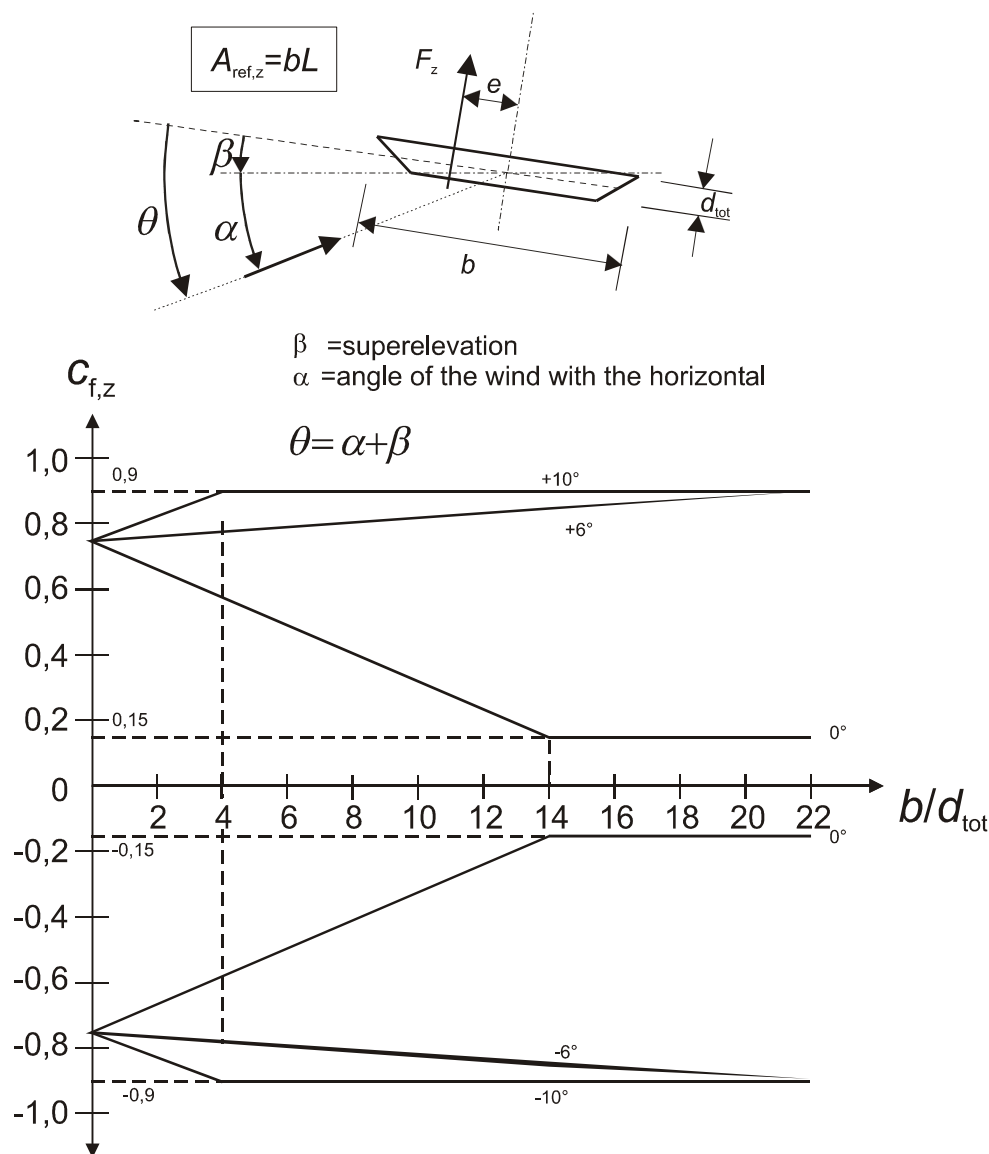 A_ref,z=bL
F_z
e
β
θ
α
d_tot
b
β =superelevation
α =angle of the wind with the horizontal
c_f,z
θ=α+β
1,0
0,9
+10°
0,8
+6°
0,6
0,4
0,2
0,15
0°
0
2 4 6 8 10 12 14 16 18 20 22
b/d_tot
-0,15
0°
-0,2
-0,4
-0,6
-0,8
-6°
-0,9
-10°
-1,0